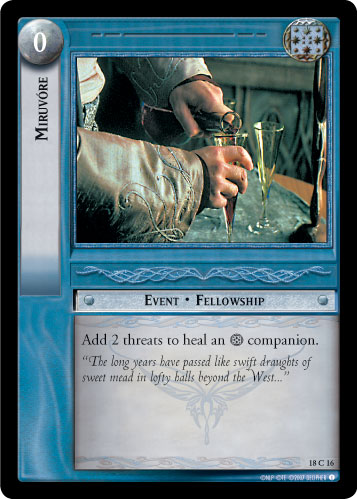 0
MIRUVÓRE
EVENT • FELLOWSHIP
Add 2 threats to heal an companion.
“The long years have passed like swift draughts of
sweet mead in lofty halls beyond the West...”
18 C 16